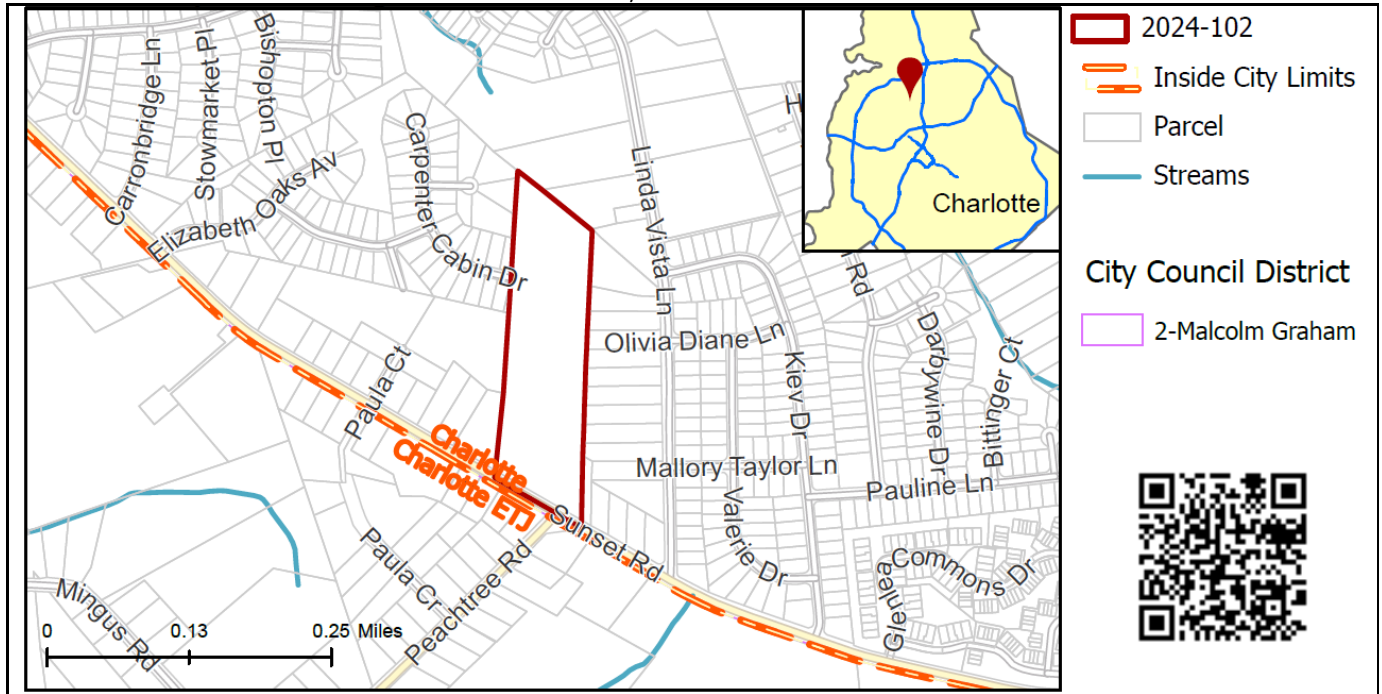 Carronbridge Ln
Stowmarket Pl
Bishopton Pl
Elizabeth Oaks Av
Carpenter Cabin Dr
Linda Vista Ln
H
Rd
Charlotte
Olivia Diane Ln
Kiev Dr
Darbywine Dr
Bittinger Ct
Paula Ct
Charlotte
Charlotte ETJ
Mallory Taylor Ln
Pauline Ln
Valerie Dr
Sunset Rd
Paula Cr
Peachtree Rd
Commons Dr
Glenlea
Mingus Rd
0 0.13 0.25 Miles
2024-102
Inside City Limits
Parcel
Streams
City Council District
2-Malcolm Graham